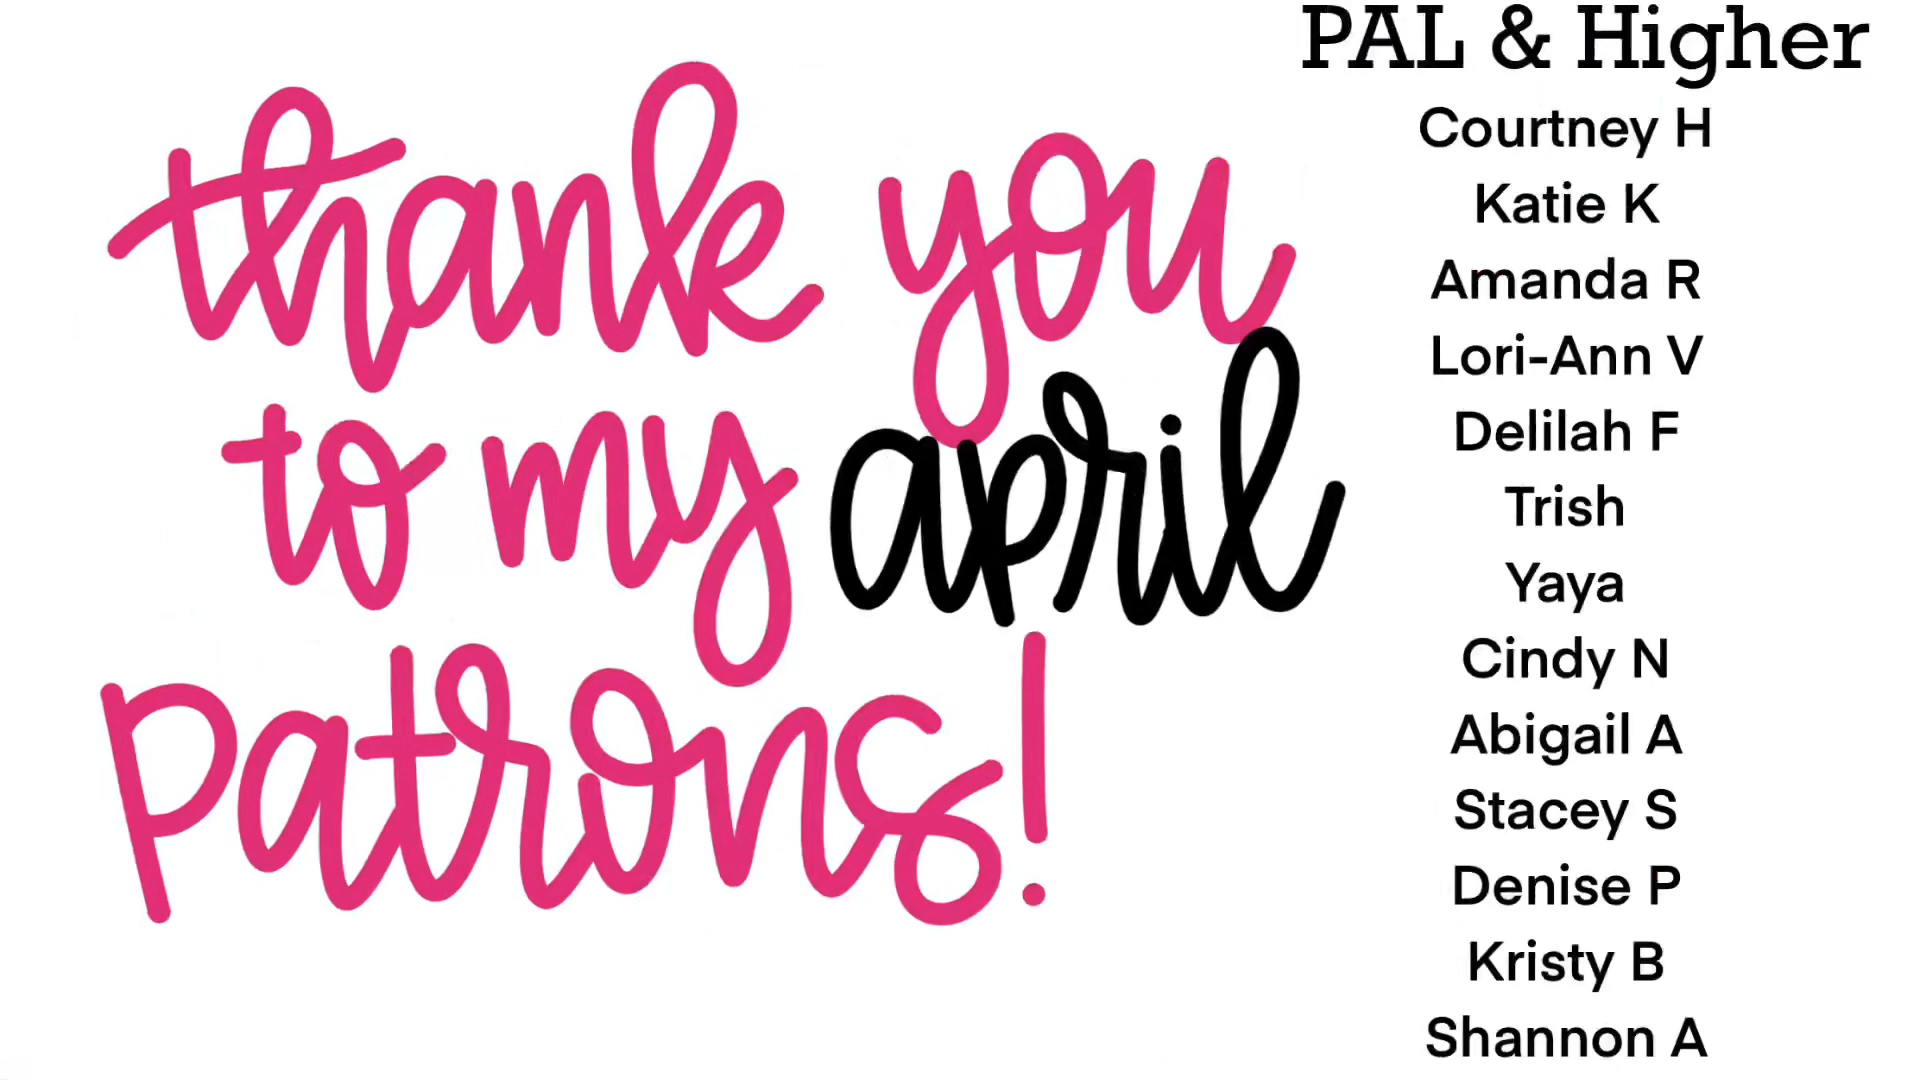 thank you
to my april
patrons!
PAL & Higher
Courtney H
Katie K
Amanda R
Lori-Ann V
Delilah F
Trish
Yaya
Cindy N
Abigail A
Stacey S
Denise P
Kristy B
Shannon A